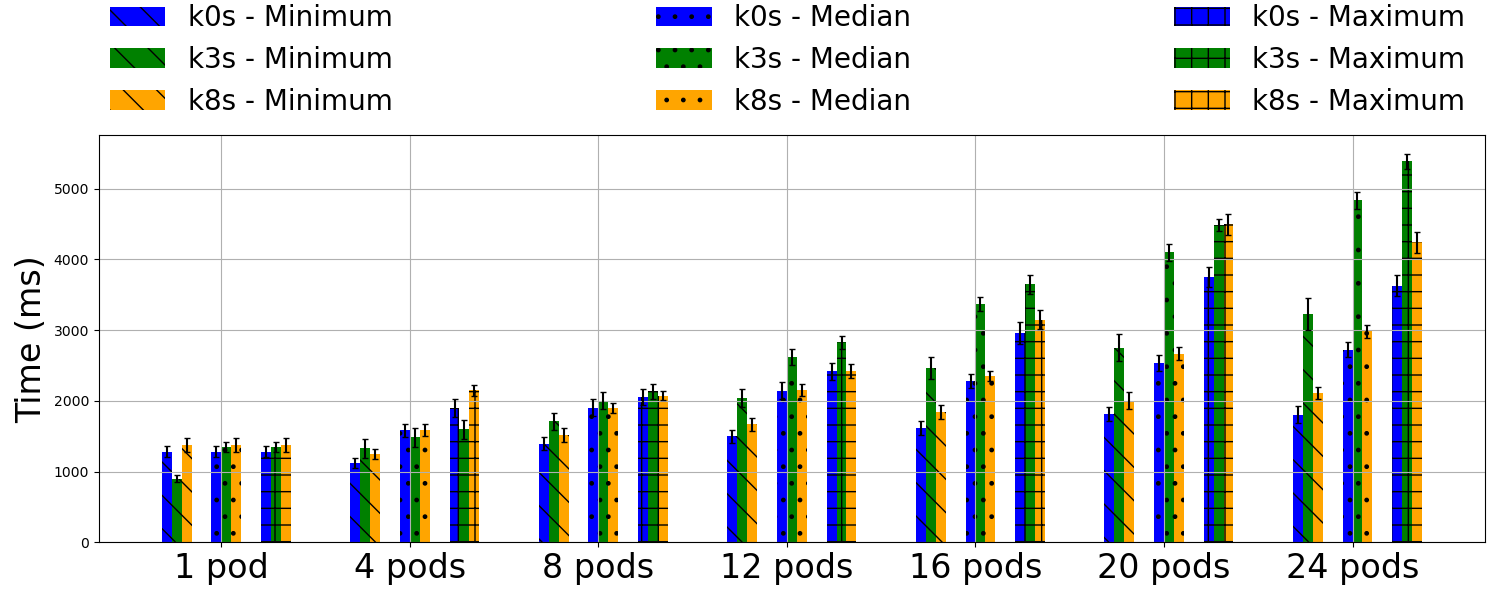 k0s - Minimum k0s - Median k0s - Maximum
k3s - Minimum k3s - Median k3s - Maximum
k8s - Minimum k8s - Median k8s - Maximum
Time (ms)
5000
4000
3000
2000
1000
0
1 pod 4 pods 8 pods 12 pods 16 pods 20 pods 24 pods